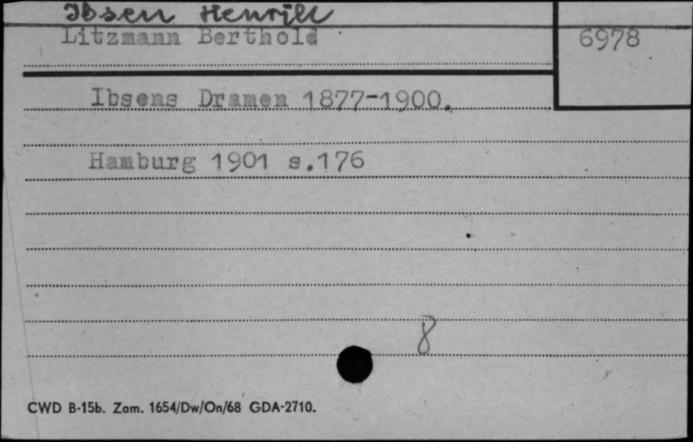 Ibsen Henrik
Litzmann Berthold
6978
Ibsens Dramen 1877-1900.
Hamburg 1901 s.176
8
CWD B-15b. Zam. 1654/Dw/On/68 GDA-2710.